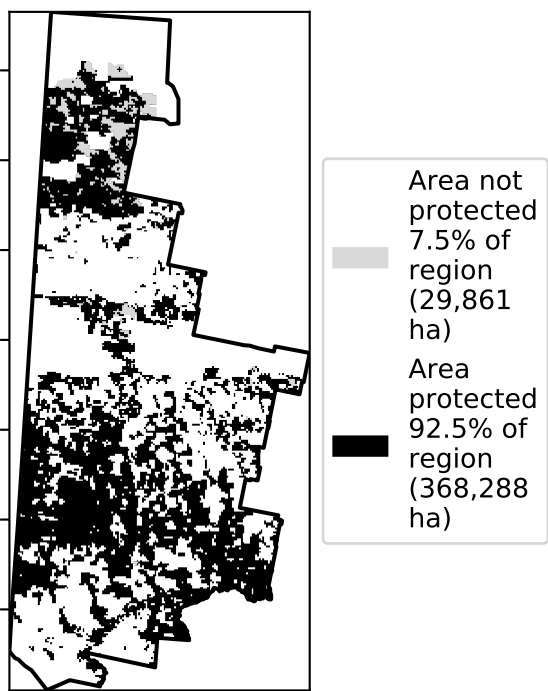 Area not
protected
7.5% of
region
(29,861
ha)
Area
protected
92.5% of
region
(368,288
ha)